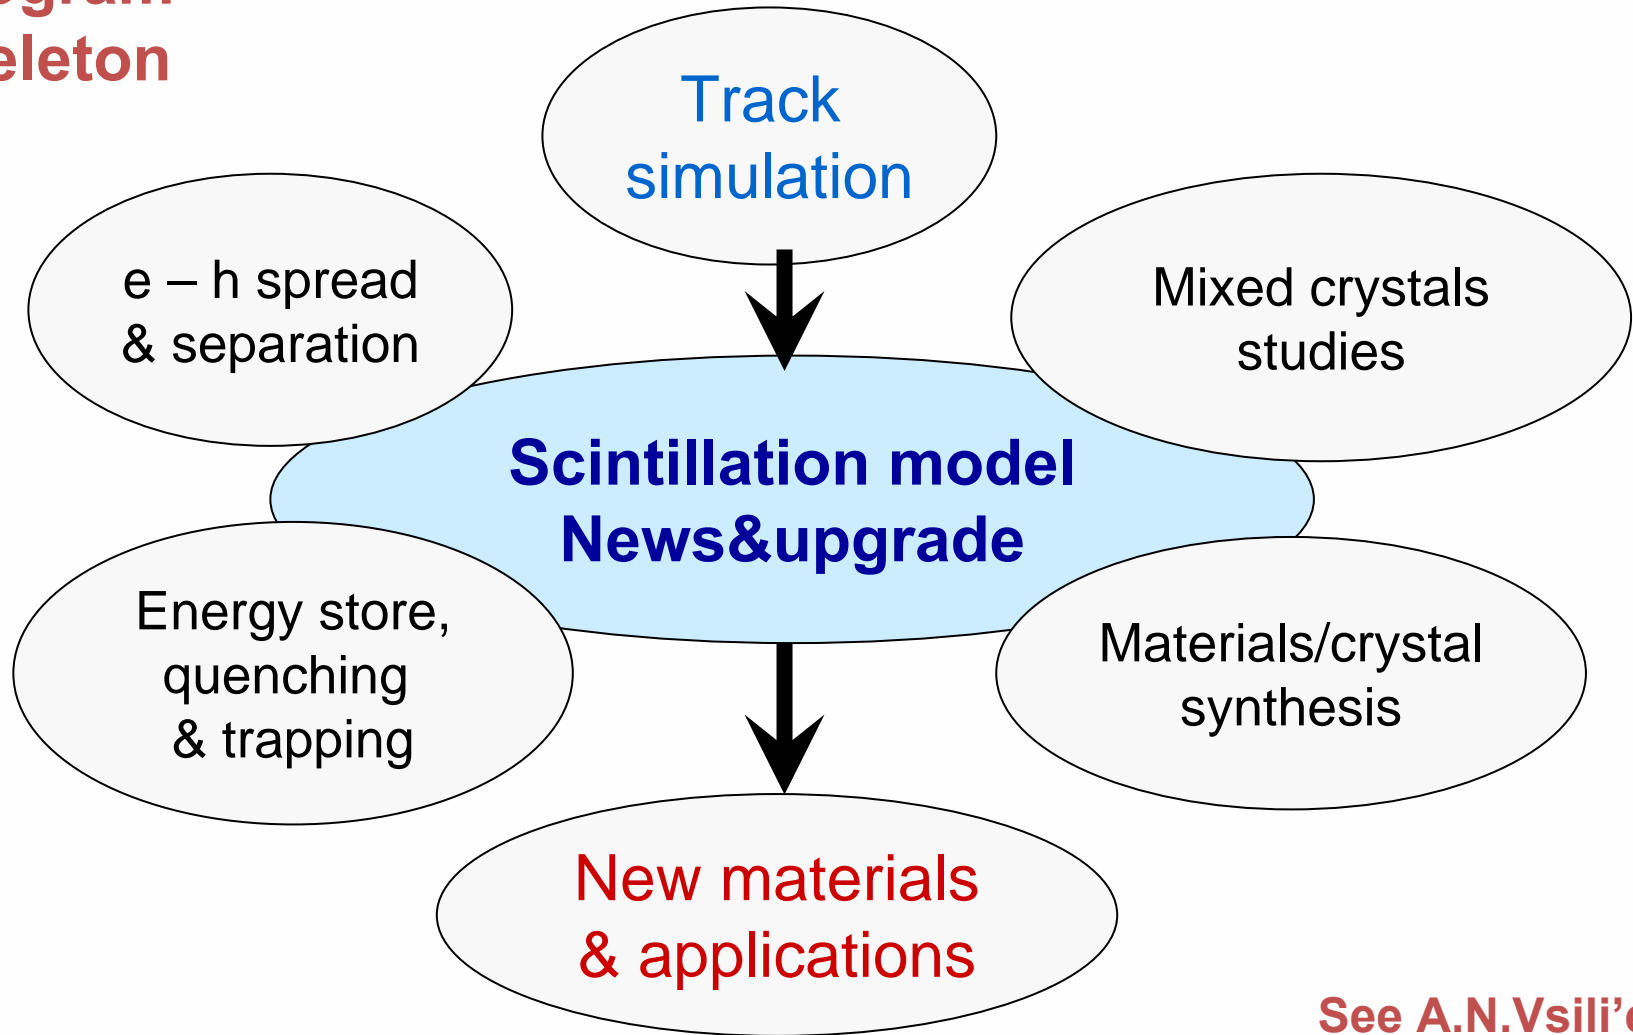 eleton
Track
simulation
e – h spread
& separation
Mixed crystals
studies
Scintillation model
News&upgrade
Energy store,
quenching
& trapping
Materials/crystal
synthesis
New materials
& applications
See A.N.Vsili’